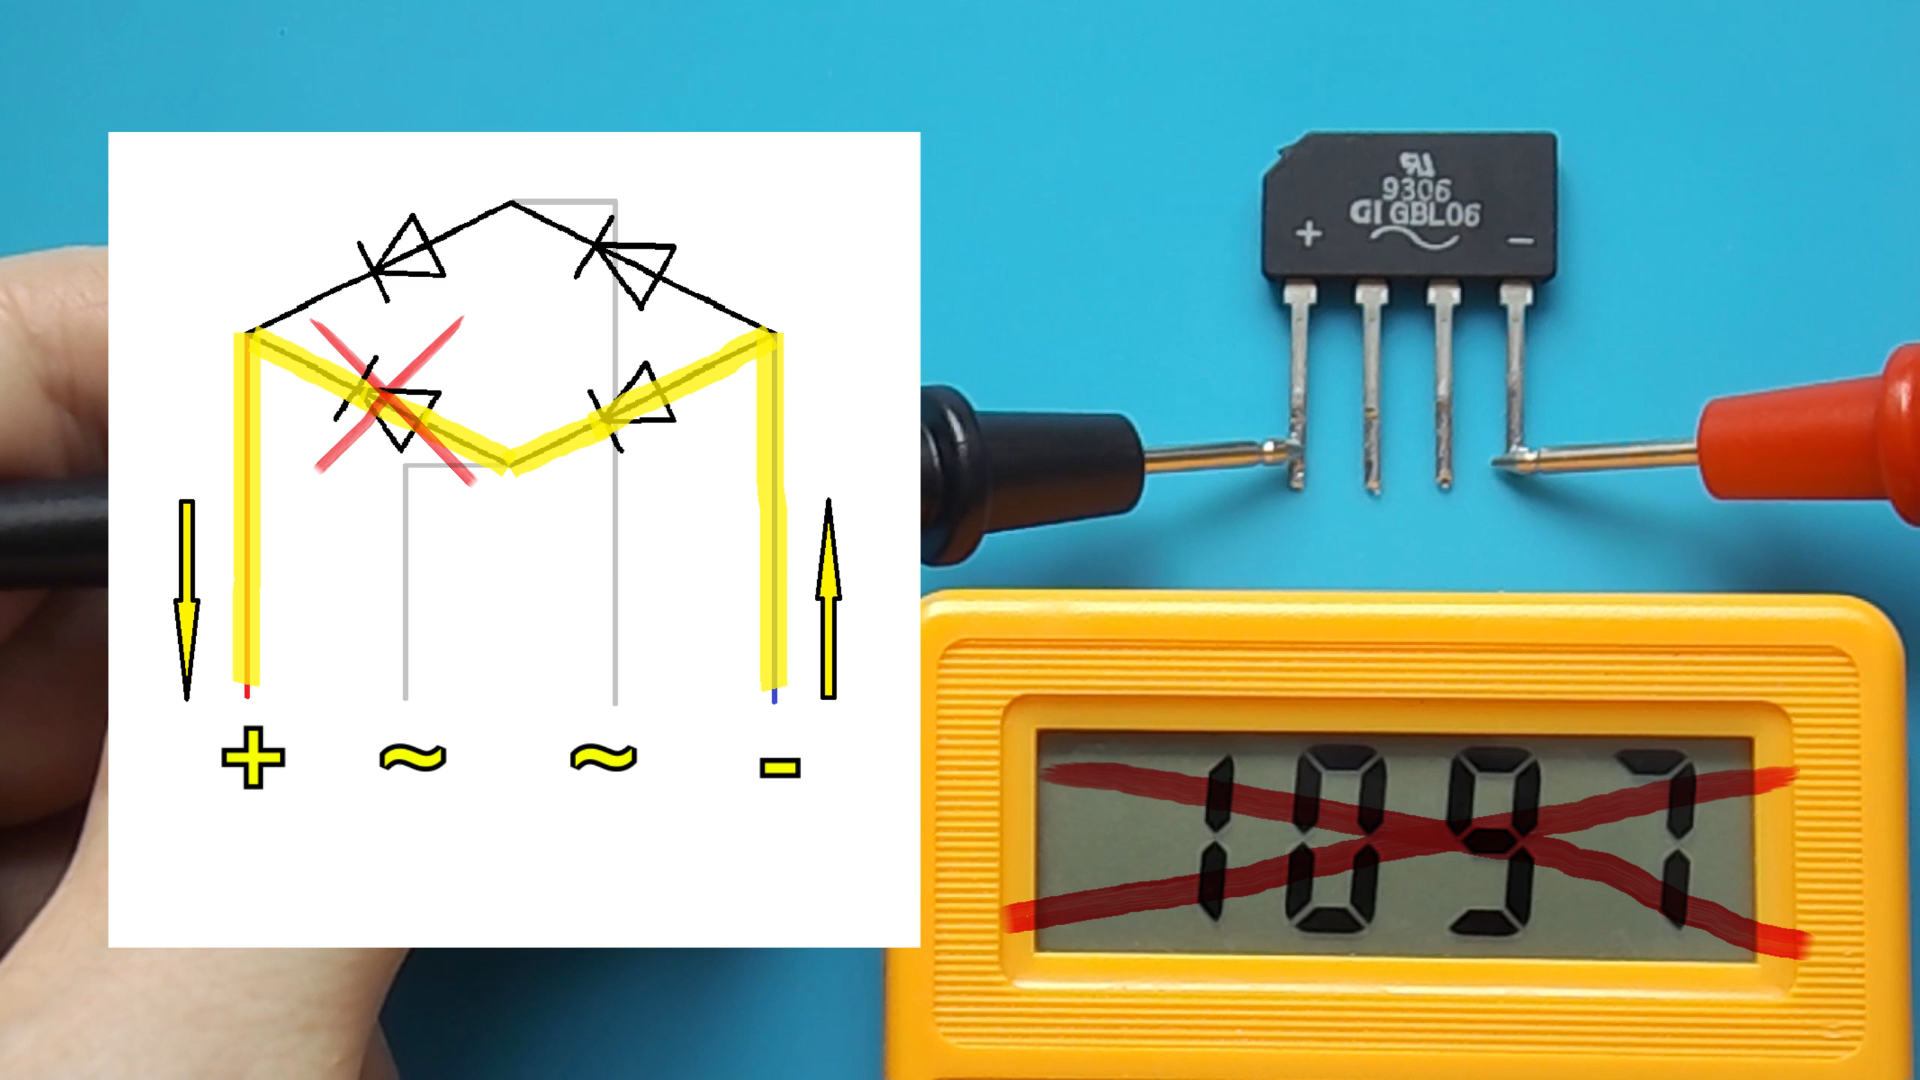 + ~ ~ -
9306
GI GBL06
+ ~ -
1097